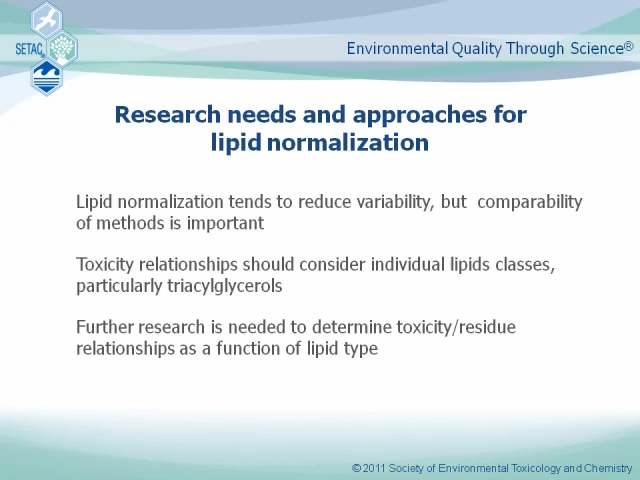 SETAC
Environmental Quality Through Science®
Research needs and approaches for
lipid normalization
Lipid normalization tends to reduce variability, but  comparability
of methods is important
Toxicity relationships should consider individual lipids classes,
particularly triacylglycerols
Further research is needed to determine toxicity/residue
relationships as a function of lipid type
© 2011 Society of Environmental Toxicology and Chemistry